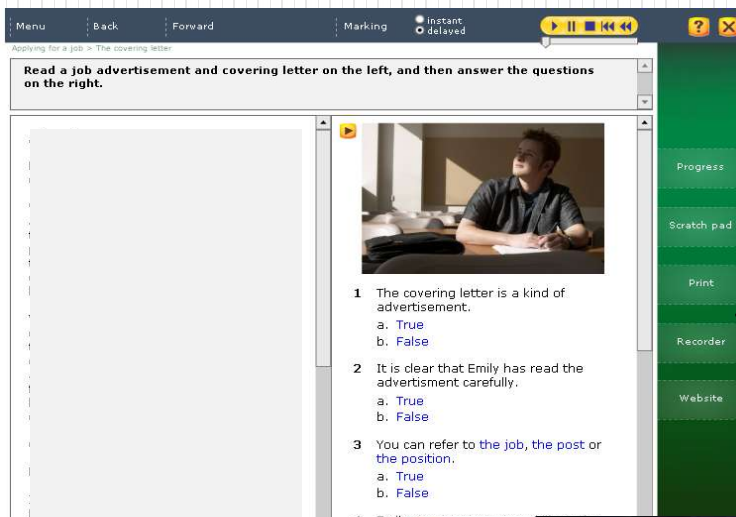 Menu
Back
Forward
Marking
instant
delayed
Applying for a job > The covering letter
Read a job advertisement and covering letter on the left, and then answer the questions
on the right.
Progress
Scratch pad
Print
Recorder
Website
1 The covering letter is a kind of
advertisement.
a. True
b. False
2 It is clear that Emily has read the
advertisment carefully.
a. True
b. False
3 You can refer to the job, the post or
the position.
a. True
b. False